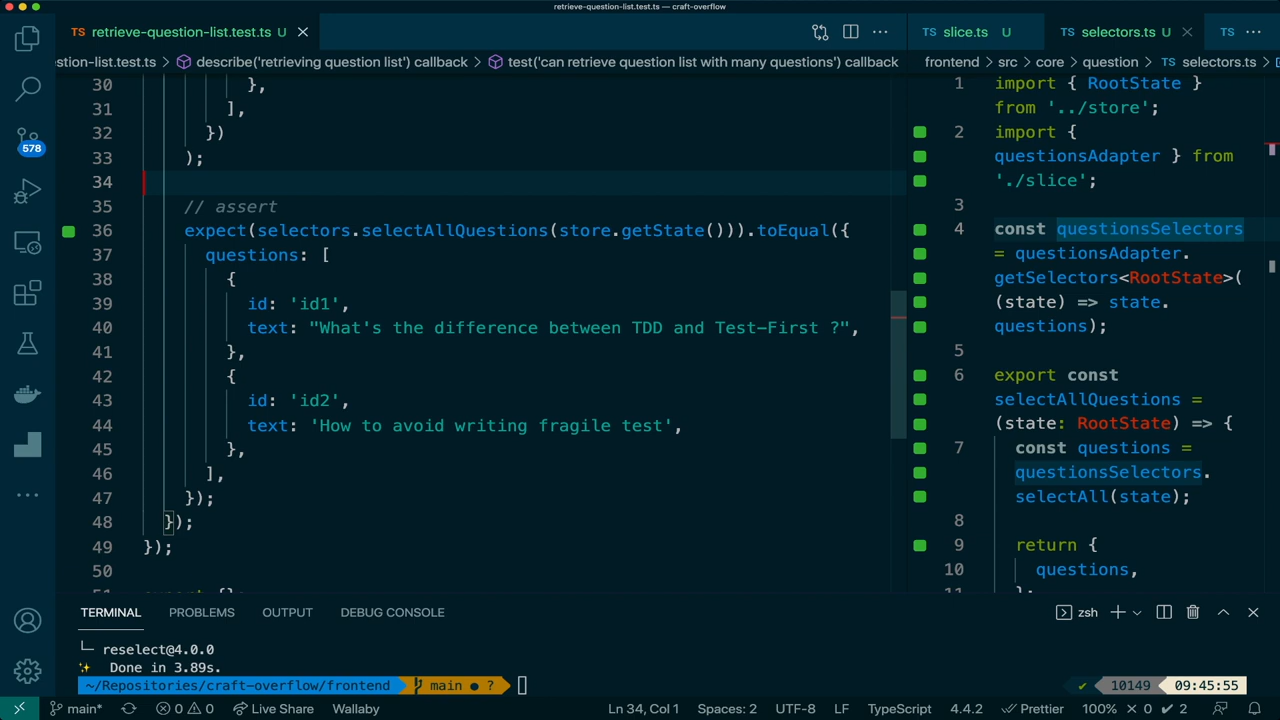 retrieve-question-list.test.ts — craft-overflow
TS retrieve-question-list.test.ts U
TS slice.ts U
TS selectors.ts U
TS
stion-list.test.ts > describe('retrieving question list') callback > test('can retrieve question list with many questions') callback
frontend > src > core > question > TS selectors.ts >
578
30 },
31 ],
32 })
33 );
34
35 // assert
36 expect(selectors.selectAllQuestions(store.getState())).toEqual({
37 questions: [
38 {
39 id: 'id1',
40 text: "What's the difference between TDD and Test-First ?",
41 },
42 {
43 id: 'id2',
44 text: 'How to avoid writing fragile test',
45 },
46 ],
47 });
48 });
49 });
50
1 import { RootState }
from '../store';
2 import {
questionsAdapter } from
'./slice';
3
4 const questionsSelectors
= questionsAdapter.
getSelectors<RootState>(
(state) => state.
questions);
5
6 export const
selectAllQuestions =
(state: RootState) => {
7 const questions =
questionsSelectors.
selectAll(state);
8
9 return {
10 questions,
TERMINAL PROBLEMS OUTPUT DEBUG CONSOLE
zsh
└─ reselect@4.0.0
✨ Done in 3.89s.
~/Repositories/craft-overflow/frontend main ● ?
✔ 10149 09:45:55
main* 0 0 Live Share Wallaby
Ln 34, Col 1 Spaces: 2 UTF-8 LF TypeScript 4.4.2 Prettier 100% × 0 ✓ 2